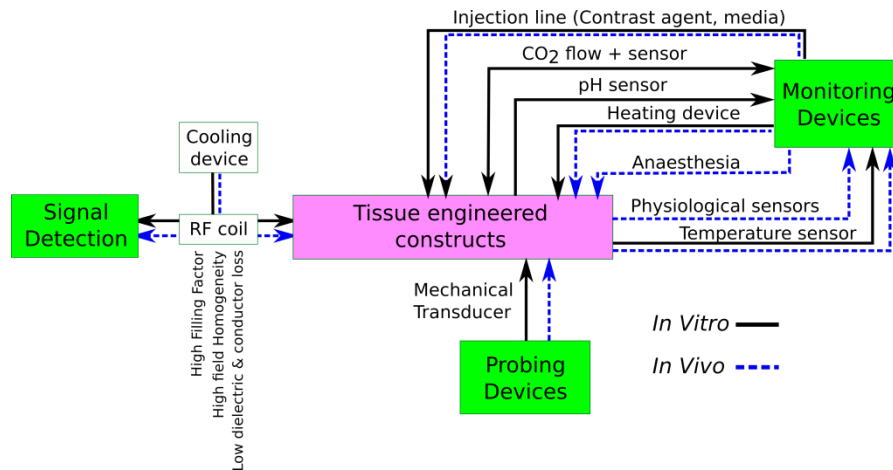 Injection line (Contrast agent, media)
CO2 flow + sensor
pH sensor
Heating device
Anaesthesia
Monitoring
Devices
Cooling
device
Signal
Detection
RF coil
Tissue engineered
constructs
Physiological sensors
Temperature sensor
High Filling Factor
High field Homogeneity
Low dielectric & conductor loss
Mechanical
Transducer
Probing
Devices
In Vitro
In Vivo